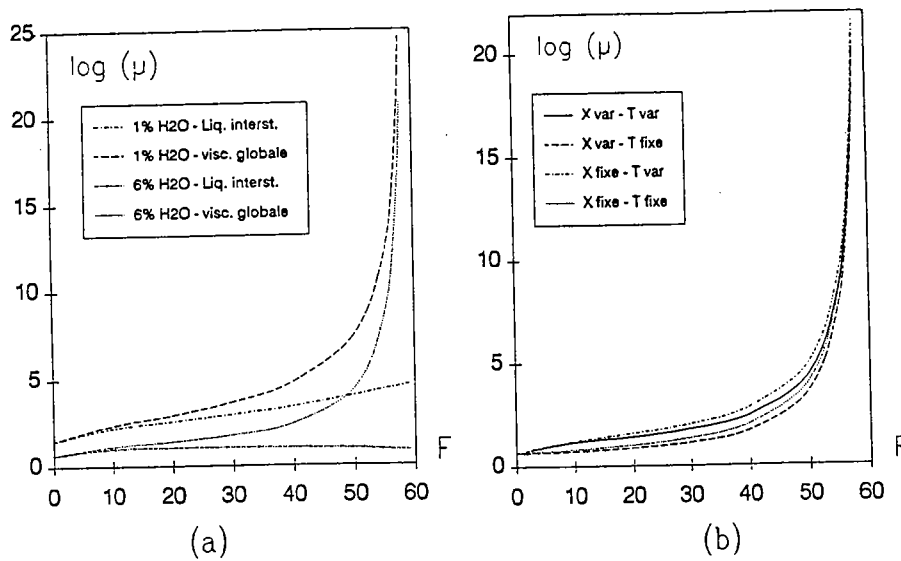 25
20
15
10
5
0
log (µ)
1% H2O - Liq. interst.
1% H2O - visc. globale
6% H2O - Liq. interst.
6% H2O - visc. globale
F
0 10 20 30 40 50 60
(a)
20
15
10
5
0
log (µ)
X var - T var
X var - T fixe
X fixe - T var
X fixe - T fixe
F
0 10 20 30 40 50 60
(b)